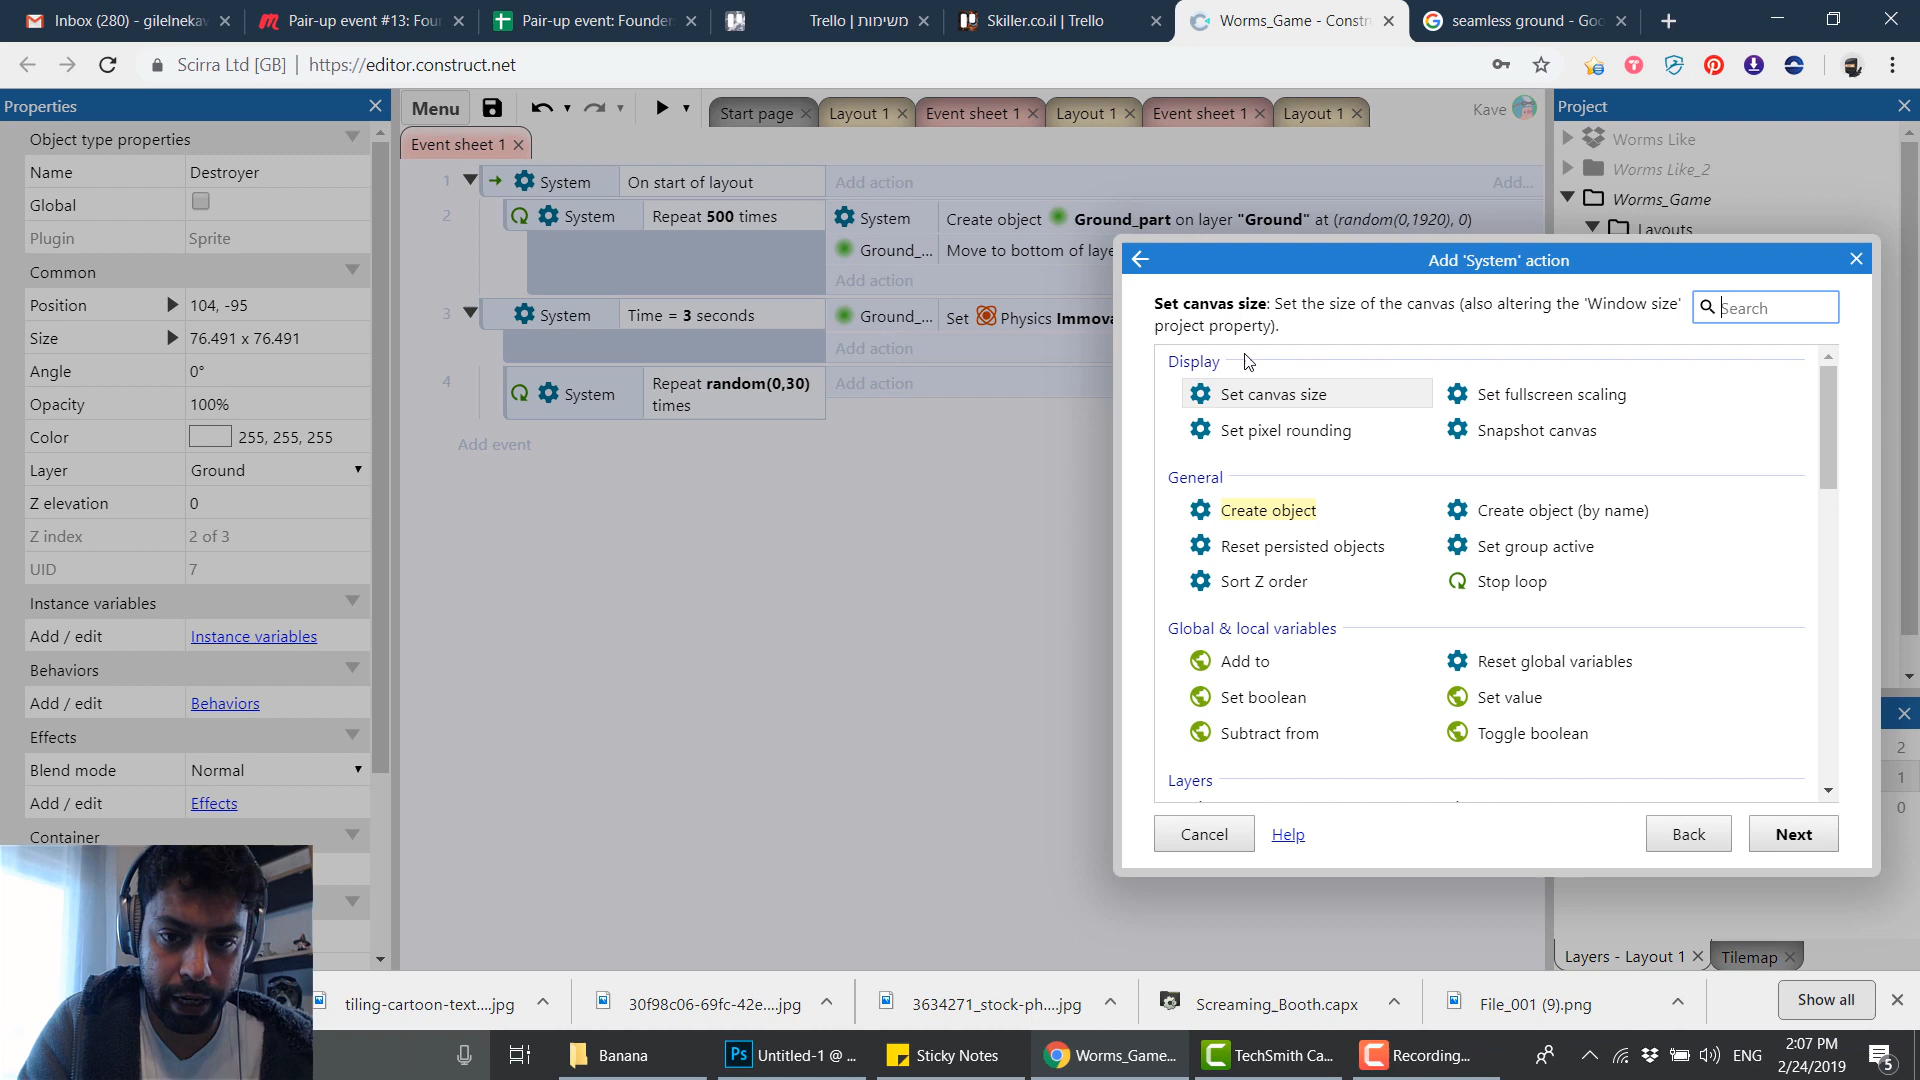 Inbox (280) - gilelnekav
Pair-up event #13: Four
Pair-up event: Founder
Trello | משימות
Skiller.co.il | Trello
Worms_Game - Constr
seamless ground - Goo
Scirra Ltd [GB] | https://editor.construct.net
Properties
Menu
Start page
Layout 1
Event sheet 1
Layout 1
Event sheet 1
Layout 1
Kave
Project
Event sheet 1
Object type properties
Name Destroyer
Global
Plugin Sprite
Common
Position 104, -95
Size 76.491 x 76.491
Angle 0°
Opacity 100%
Color 255, 255, 255
Layer Ground
Z elevation 0
Z index 2 of 3
UID 7
Instance variables
Add / edit Instance variables
Behaviors
Add / edit Behaviors
Effects
Blend mode Normal
Add / edit Effects
Container
1 System On start of layout Add action Add...
2 System Repeat 500 times System Create object Ground_part on layer "Ground" at (random(0,1920), 0)
Ground_... Move to bottom of laye
Add action
3 System Time = 3 seconds Ground_... Set Physics Immova
Add action
4 System Repeat random(0,30) times Add action
Add event
Worms Like
Worms Like_2
Worms_Game
Layouts
Add 'System' action
Set canvas size: Set the size of the canvas (also altering the 'Window size'
project property).
Search
Display
Set canvas size Set fullscreen scaling
Set pixel rounding Snapshot canvas
General
Create object Create object (by name)
Reset persisted objects Set group active
Sort Z order Stop loop
Global & local variables
Add to Reset global variables
Set boolean Set value
Subtract from Toggle boolean
Layers
Cancel Help Back Next
2
1
0
Layers - Layout 1
Tilemap
tiling-cartoon-text....jpg
30f98c06-69fc-42e....jpg
3634271_stock-ph....jpg
Screaming_Booth.capx
File_001 (9).png
Show all
Banana
Untitled-1 @ ...
Sticky Notes
Worms_Game...
TechSmith Ca...
Recording...
ENG
2:07 PM
2/24/2019
5